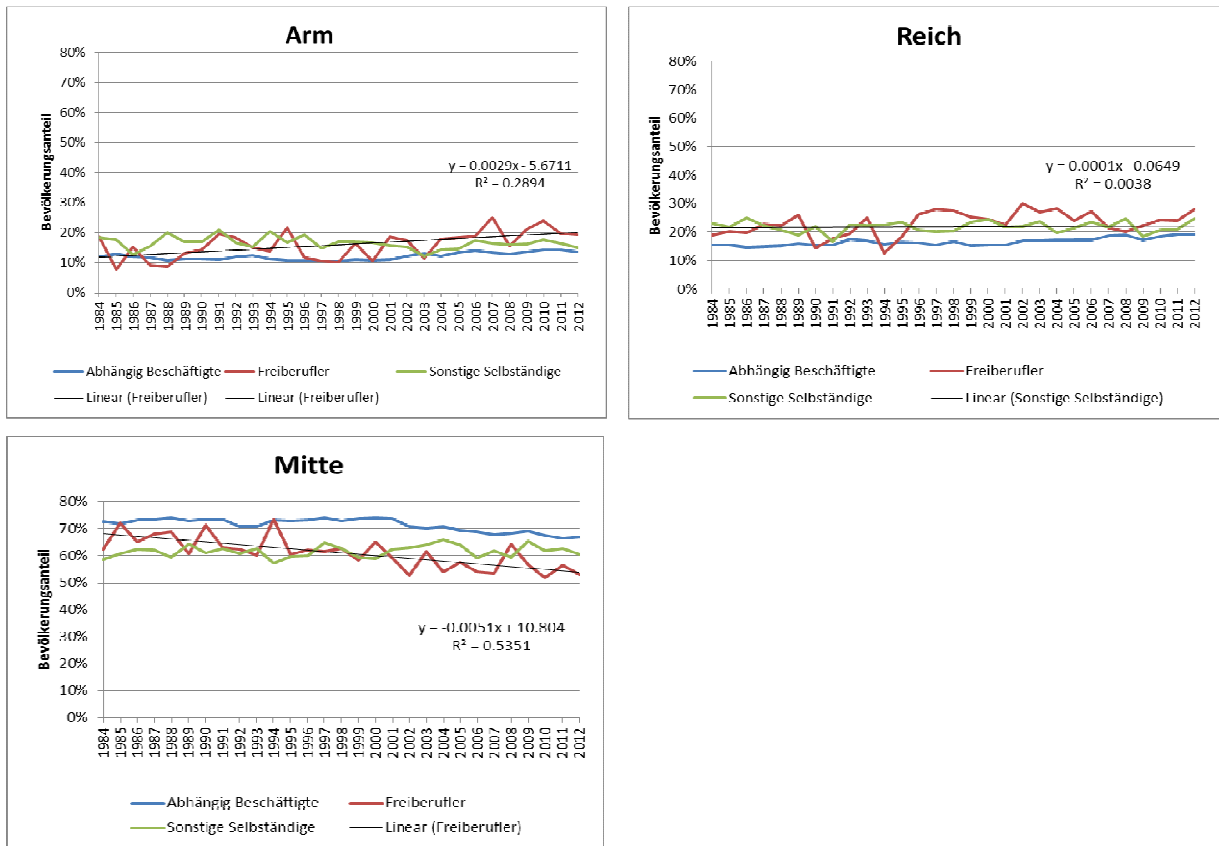 Arm
80%
70%
60%
50%
40%
30%
20%
10%
0%
Bevölkerungsanteil
y = 0.0029x - 5.6711
R² = 0.2894
1984 1985 1986 1987 1988 1989 1990 1991 1992 1993 1994 1995 1996 1997 1998 1999 2000 2001 2002 2003 2004 2005 2006 2007 2008 2009 2010 2011 2012
Abhängig Beschäftigte Freiberufler Sonstige Selbständige
Linear (Freiberufler) Linear (Freiberufler)
Reich
80%
70%
60%
50%
40%
30%
20%
10%
0%
Bevölkerungsanteil
y = 0.0001x - 0.0649
R² = 0.0038
1984 1985 1986 1987 1988 1989 1990 1991 1992 1993 1994 1995 1996 1997 1998 1999 2000 2001 2002 2003 2004 2005 2006 2007 2008 2009 2010 2011 2012
Abhängig Beschäftigte Freiberufler
Sonstige Selbständige Linear (Sonstige Selbständige)
Mitte
80%
70%
60%
50%
40%
30%
20%
10%
0%
Bevölkerungsanteil
y = -0.0051x + 10.804
R² = 0.5351
1984 1985 1986 1987 1988 1989 1990 1991 1992 1993 1994 1995 1996 1997 1998 1999 2000 2001 2002 2003 2004 2005 2006 2007 2008 2009 2010 2011 2012
Abhängig Beschäftigte Freiberufler
Sonstige Selbständige Linear (Freiberufler)